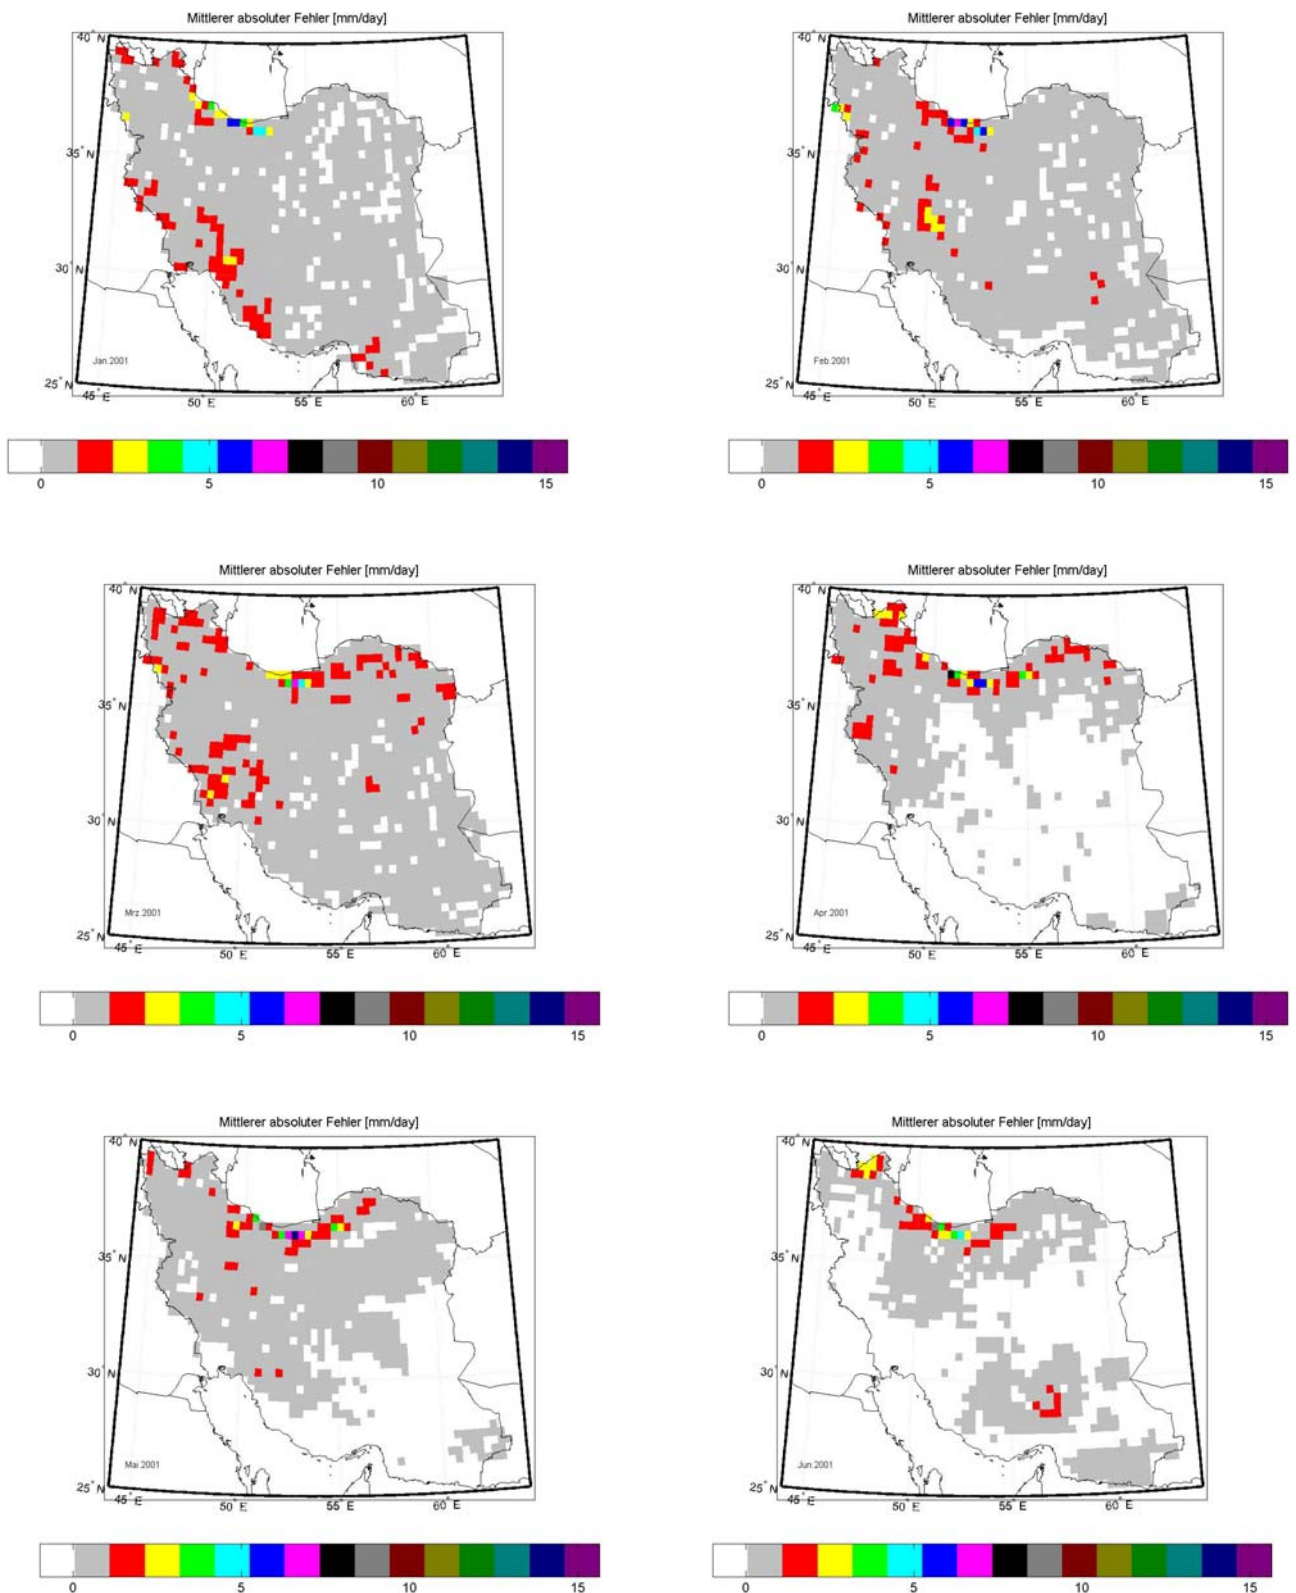 Mittlerer absoluter Fehler [mm/day]
40° N
35° N
30° N
25° N
45° E
50° E
55° E
60° E
Jan.2001
0 5 10 15
Mittlerer absoluter Fehler [mm/day]
40° N
35° N
30° N
25° N
45° E
50° E
55° E
60° E
Feb.2001
0 5 10 15
Mittlerer absoluter Fehler [mm/day]
40° N
35° N
30° N
25° N
45° E
50° E
55° E
60° E
Mrz.2001
0 5 10 15
Mittlerer absoluter Fehler [mm/day]
40° N
35° N
30° N
25° N
45° E
50° E
55° E
60° E
Apr.2001
0 5 10 15
Mittlerer absoluter Fehler [mm/day]
40° N
35° N
30° N
25° N
45° E
50° E
55° E
60° E
Mai.2001
0 5 10 15
Mittlerer absoluter Fehler [mm/day]
40° N
35° N
30° N
25° N
45° E
50° E
55° E
60° E
Jun.2001
0 5 10 15